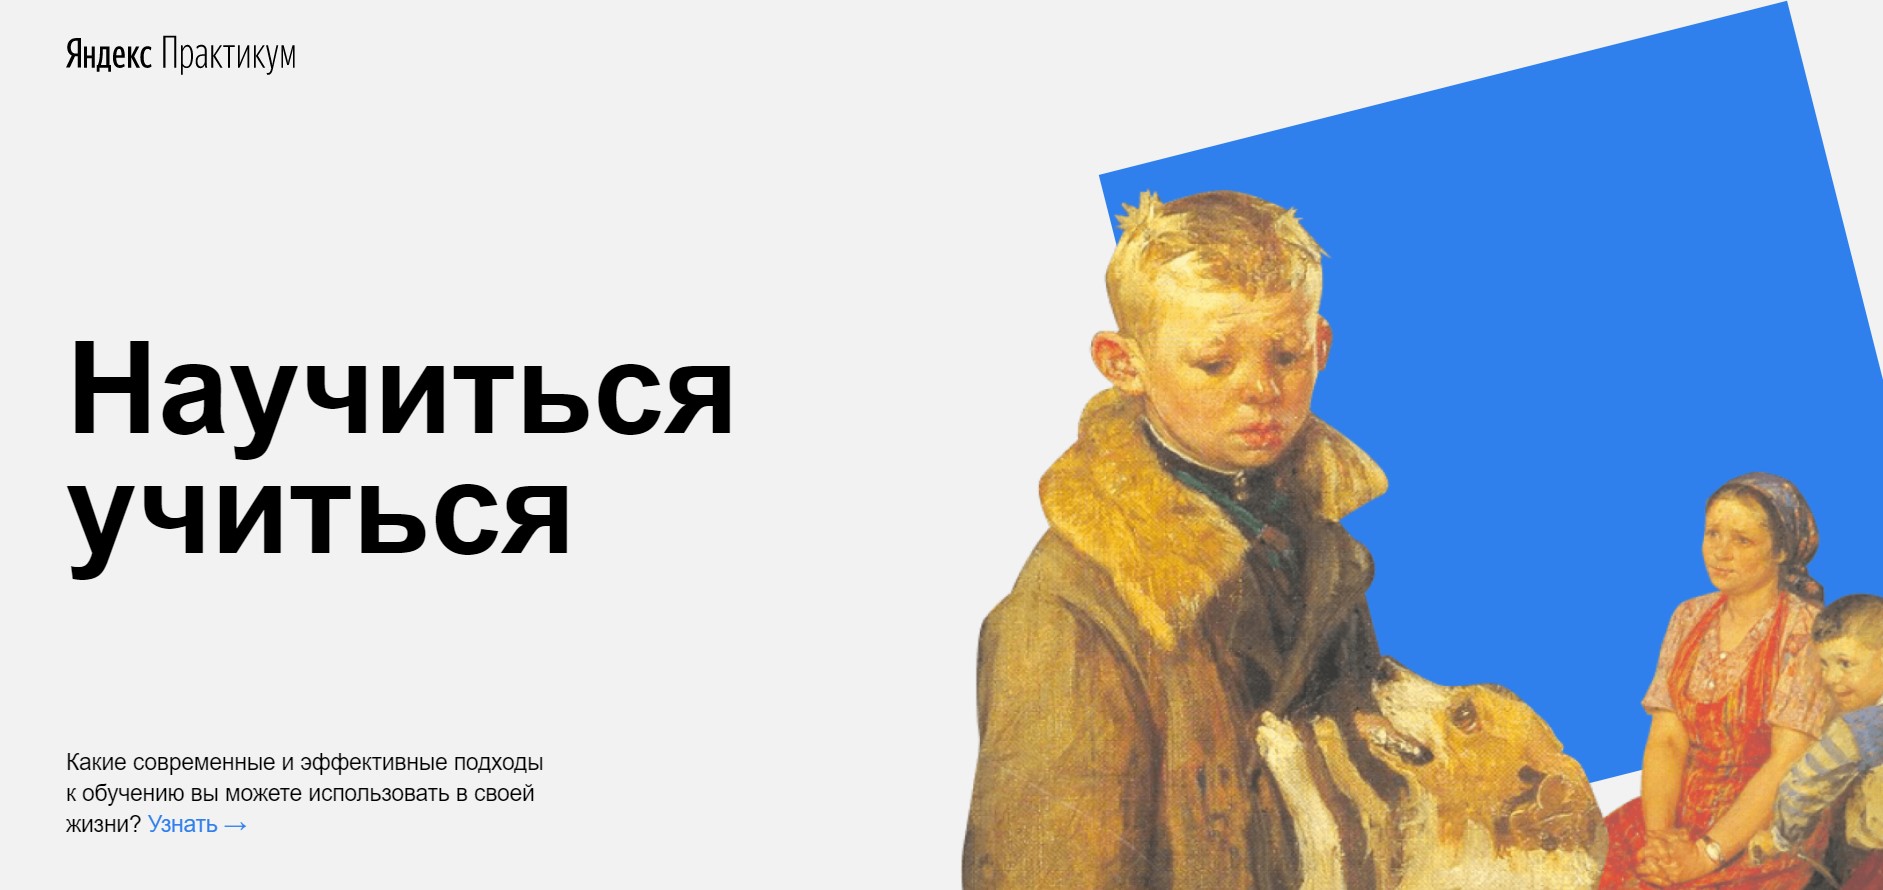 Яндекс Практикум
Научиться
учиться
Какие современные и эффективные подходы
к обучению вы можете использовать в своей
жизни? Узнать →